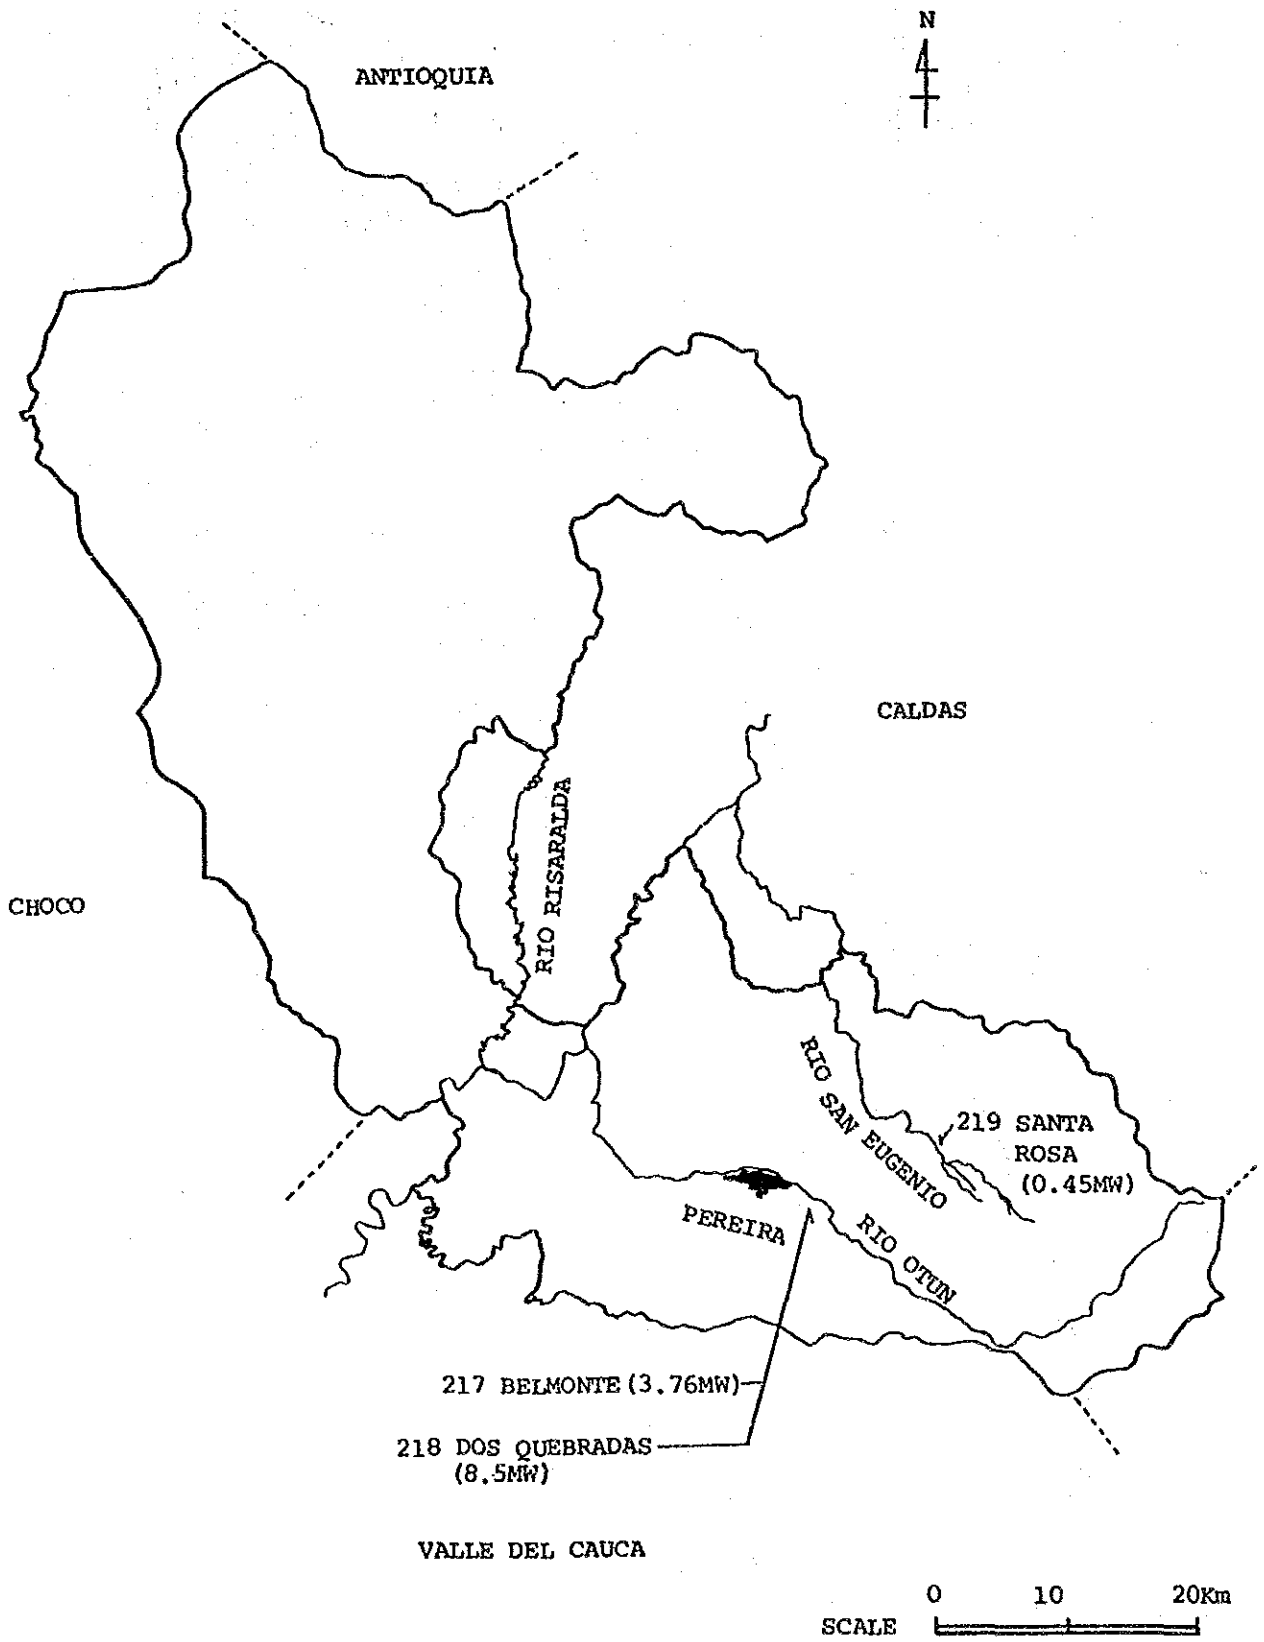 N
ANTIOQUIA
CALDAS
RIO RISARALDA
CHOCO
RIO SAN EUGENIO
219 SANTA
ROSA
(0.45MW)
PEREIRA
RIO OTUN
217 BELMONTE (3.76MW)
218 DOS QUEBRADAS
(8.5MW)
VALLE DEL CAUCA
0 10 20Km
SCALE